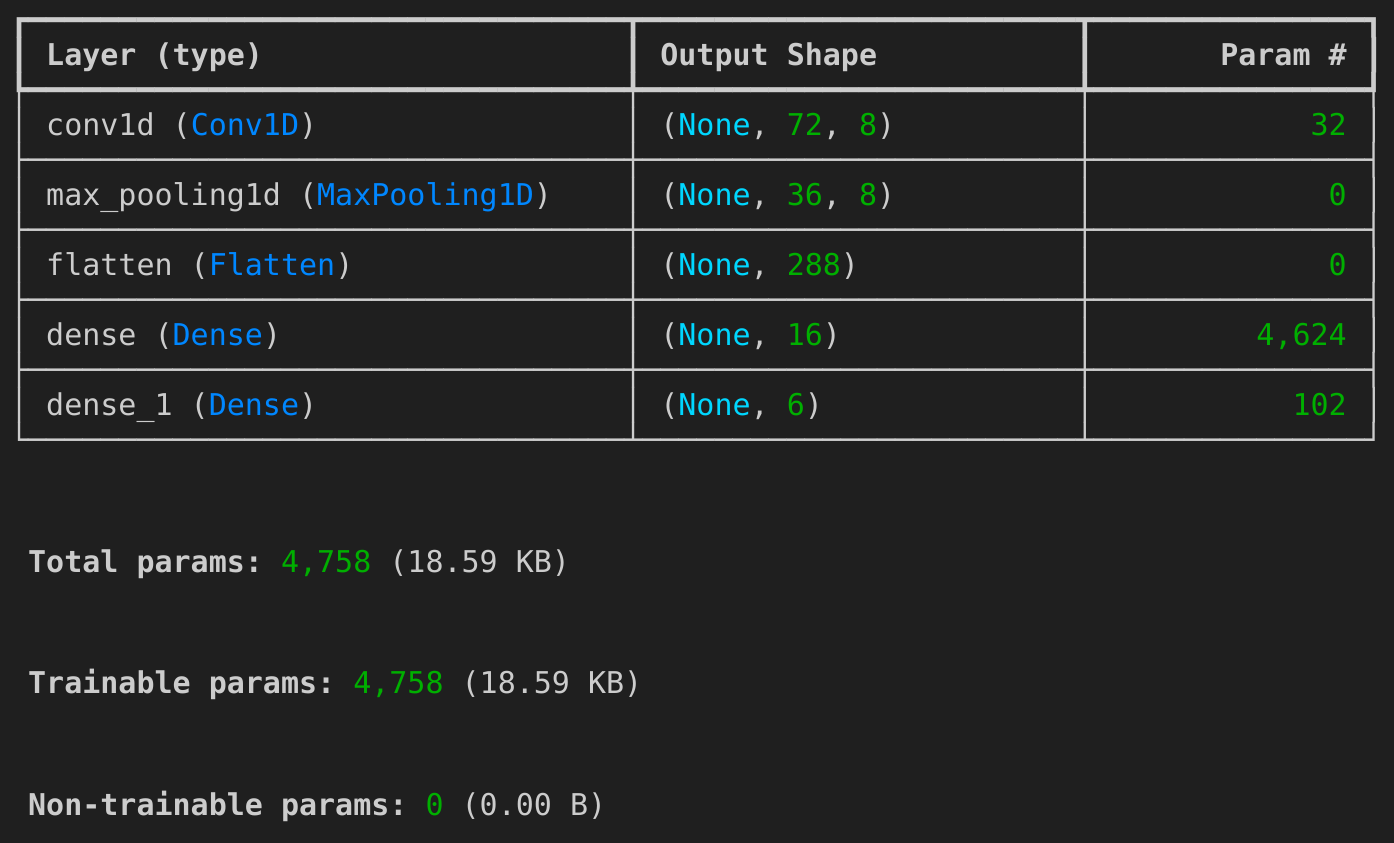 Layer (type) Output Shape Param #
conv1d (Conv1D) (None, 72, 8) 32
max_pooling1d (MaxPooling1D) (None, 36, 8) 0
flatten (Flatten) (None, 288) 0
dense (Dense) (None, 16) 4,624
dense_1 (Dense) (None, 6) 102
Total params: 4,758 (18.59 KB)
Trainable params: 4,758 (18.59 KB)
Non-trainable params: 0 (0.00 B)